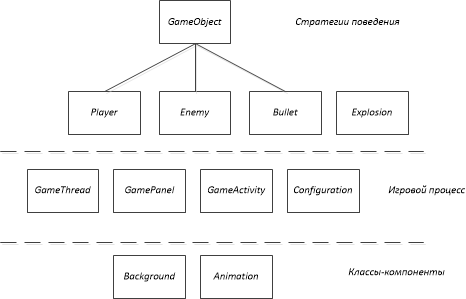 GameObject
Стратегии поведения
Player
Enemy
Bullet
Explosion
GameThread
GamePanel
GameActivity
Configuration
Игровой процесс
Классы-компоненты
Background
Animation